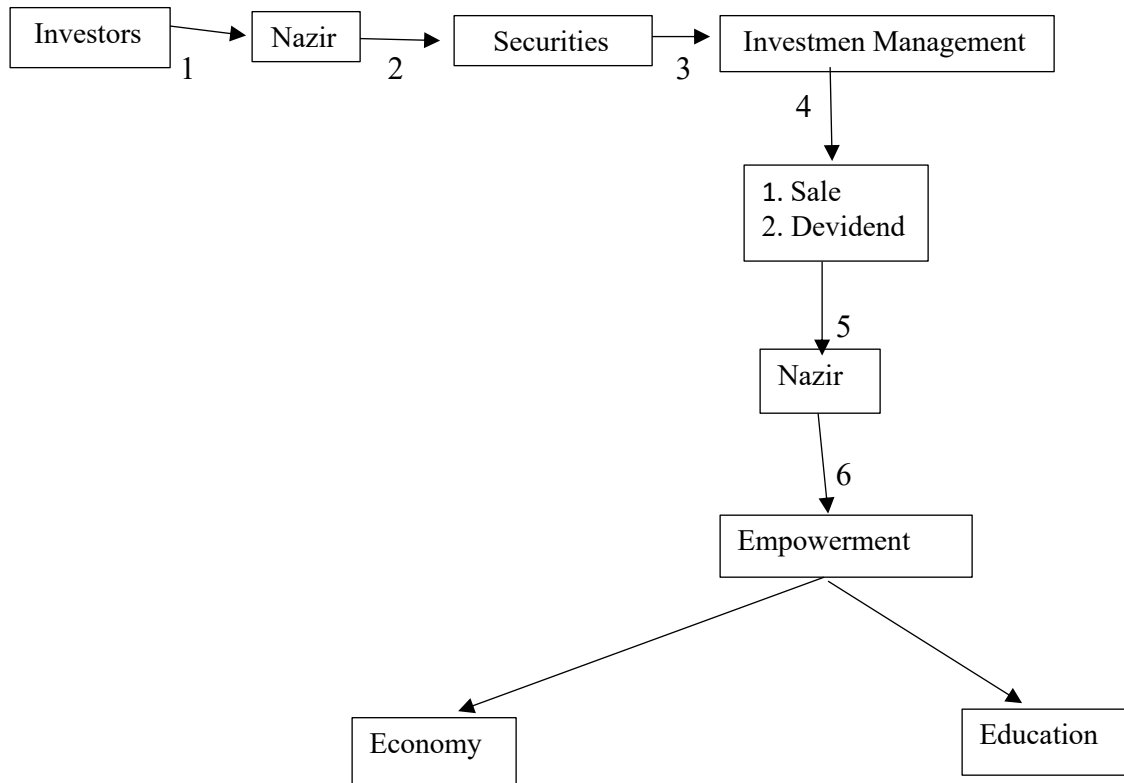 Investors
Nazir
Securities
Investmen Management
1
2
3
4
1. Sale
2. Devidend
5
Nazir
6
Empowerment
Economy
Education